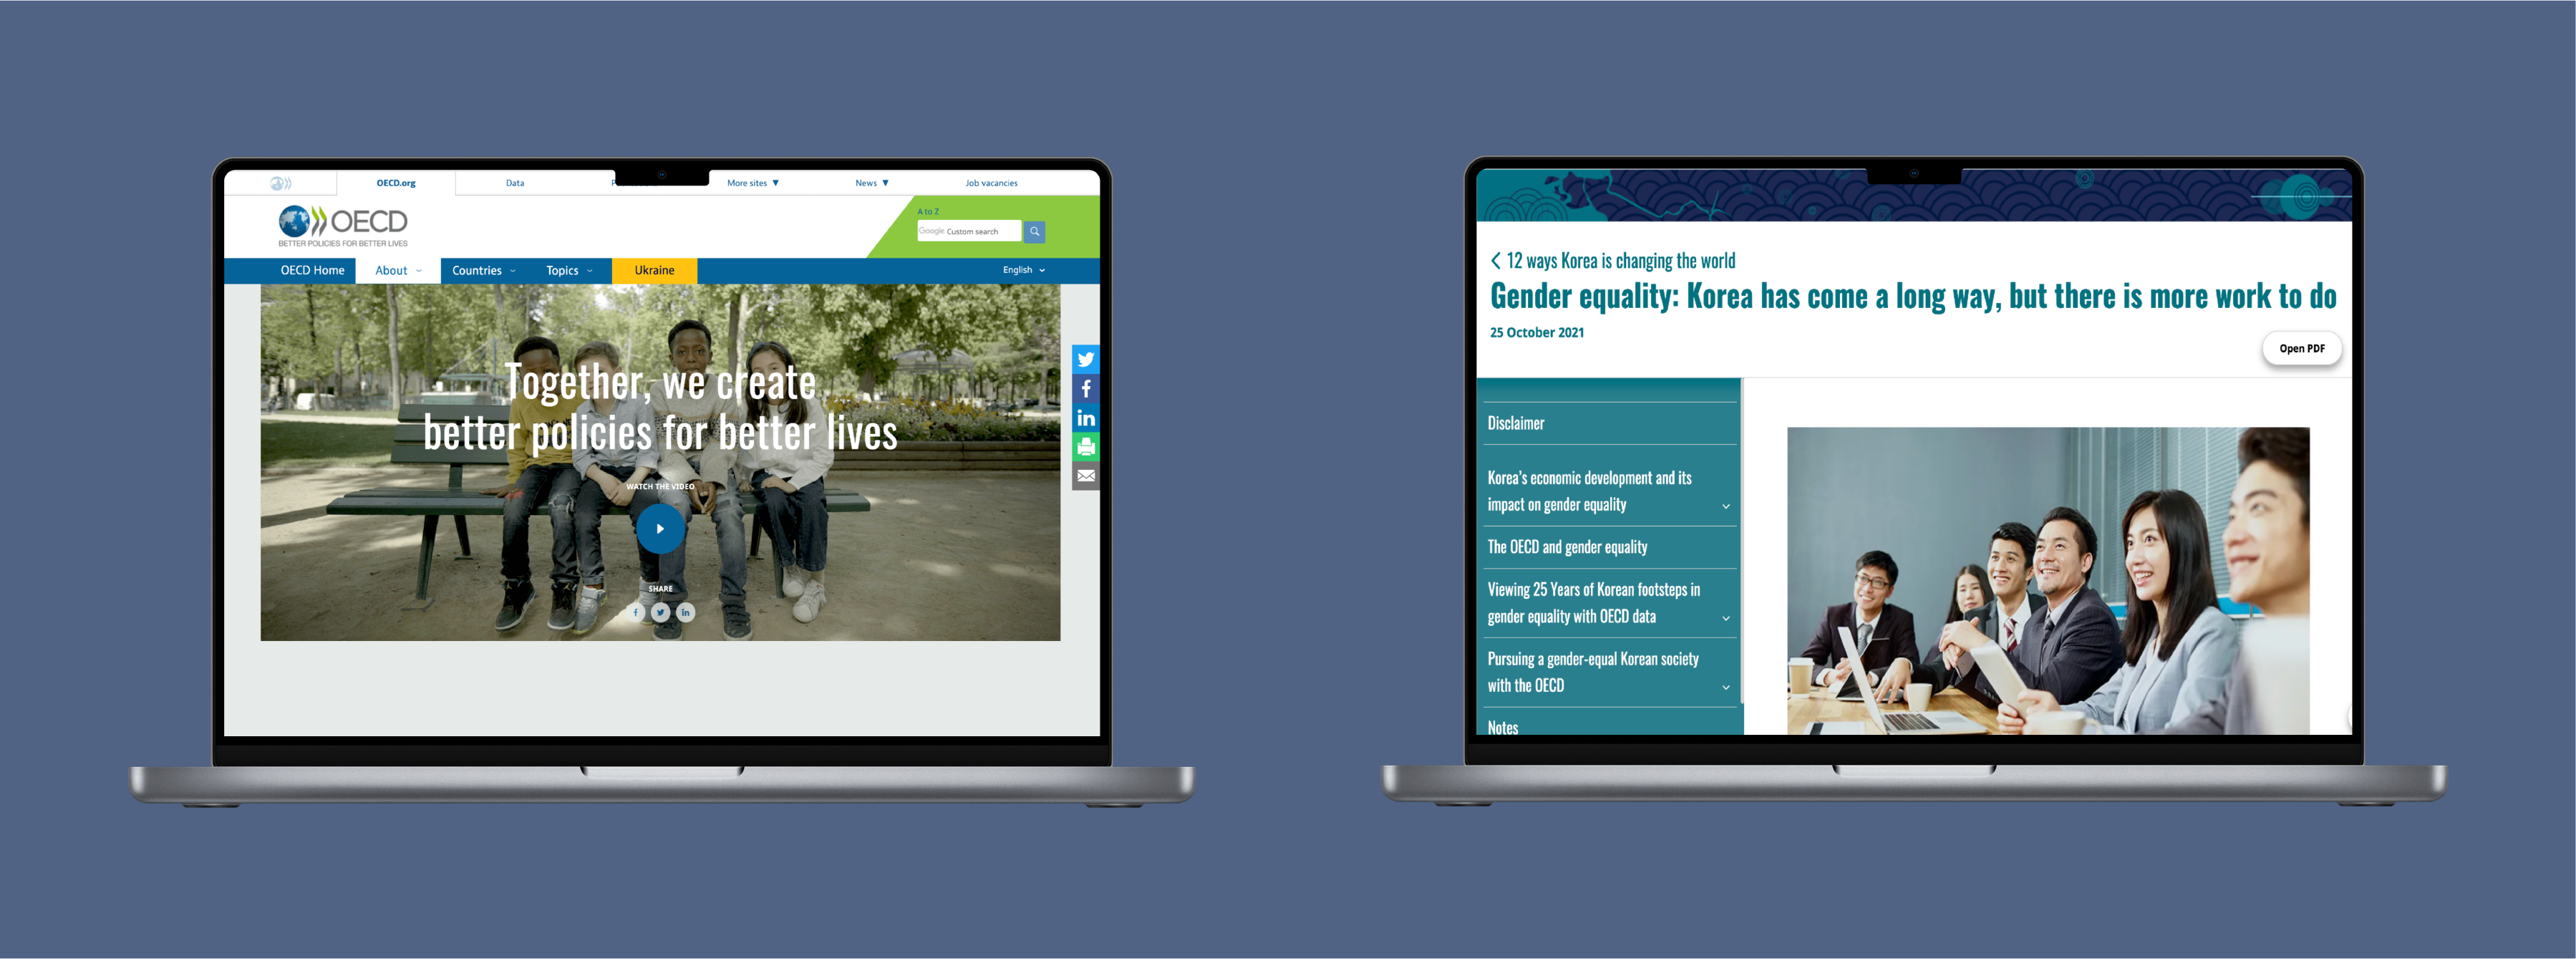 OECD.org
Data
More sites ▼
News ▼
Job vacancies
OECD
BETTER POLICIES FOR BETTER LIVES
A to Z
Google Custom search
OECD Home
About
Countries
Topics
Ukraine
English
Together, we create
better policies for better lives
WATCH THE VIDEO
SHARE
12 ways Korea is changing the world
Gender equality: Korea has come a long way, but there is more work to do
25 October 2021
Open PDF
Disclaimer
Korea's economic development and its
impact on gender equality
The OECD and gender equality
Viewing 25 Years of Korean footsteps in
gender equality with OECD data
Pursuing a gender-equal Korean society
with the OECD
Notes